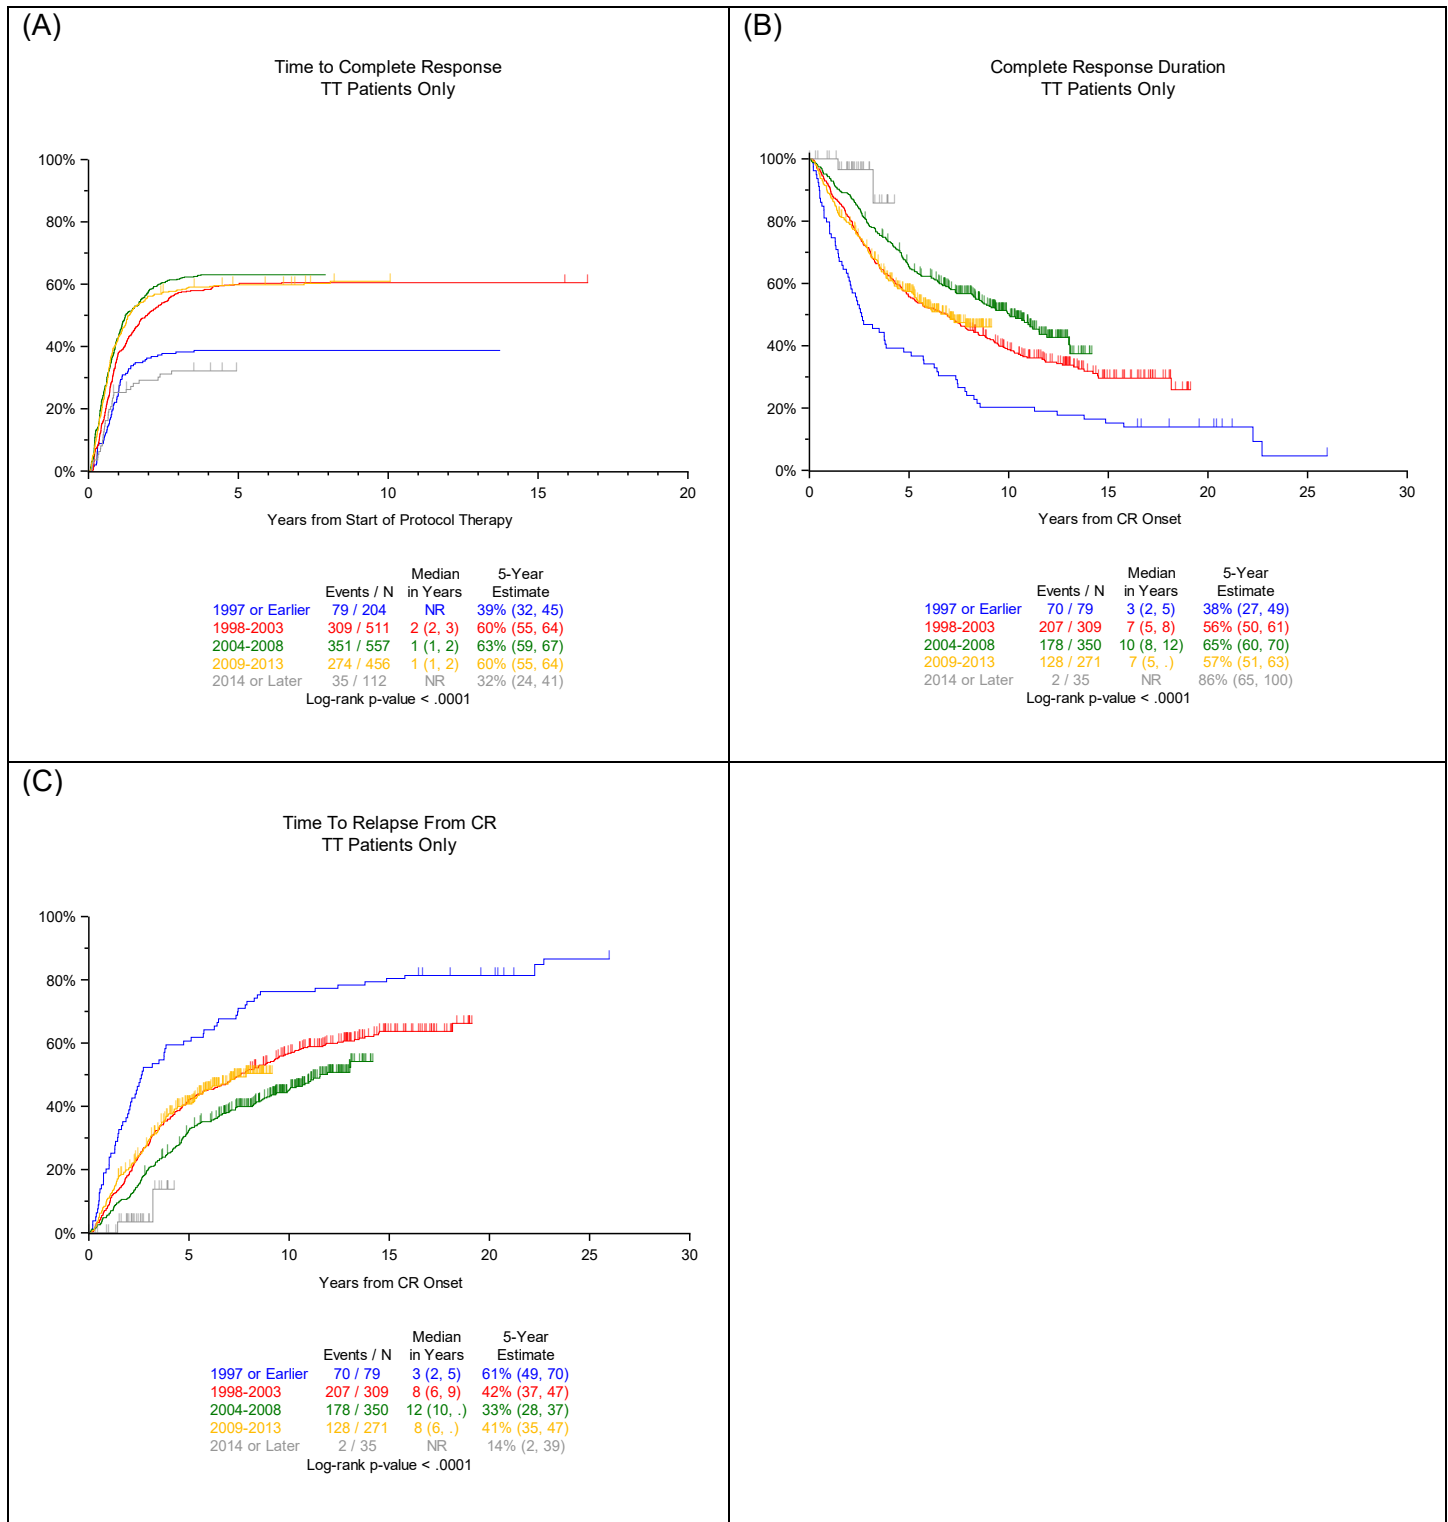 (A)
Time to Complete Response
TT Patients Only
100%
80%
60%
40%
20%
0%
0 5 10 15 20
Years from Start of Protocol Therapy
Median 5-Year
Events / N in Years Estimate
1997 or Earlier 79 / 204 NR 39% (32, 45)
1998-2003 309 / 511 2 (2, 3) 60% (55, 64)
2004-2008 351 / 557 1 (1, 2) 63% (59, 67)
2009-2013 274 / 456 1 (1, 2) 60% (55, 64)
2014 or Later 35 / 112 NR 32% (24, 41)
Log-rank p-value < .0001
(B)
Complete Response Duration
TT Patients Only
100%
80%
60%
40%
20%
0%
0 5 10 15 20 25 30
Years from CR Onset
Median 5-Year
Events / N in Years Estimate
1997 or Earlier 70 / 79 3 (2, 5) 38% (27, 49)
1998-2003 207 / 309 7 (5, 8) 56% (50, 61)
2004-2008 178 / 350 10 (8, 12) 65% (60, 70)
2009-2013 128 / 271 7 (5, .) 57% (51, 63)
2014 or Later 2 / 35 NR 86% (65, 100)
Log-rank p-value < .0001
(C)
Time To Relapse From CR
TT Patients Only
100%
80%
60%
40%
20%
0%
0 5 10 15 20 25 30
Years from CR Onset
Median 5-Year
Events / N in Years Estimate
1997 or Earlier 70 / 79 3 (2, 5) 61% (49, 70)
1998-2003 207 / 309 8 (6, 9) 42% (37, 47)
2004-2008 178 / 350 12 (10, .) 33% (28, 37)
2009-2013 128 / 271 8 (6, .) 41% (35, 47)
2014 or Later 2 / 35 NR 14% (2, 39)
Log-rank p-value < .0001